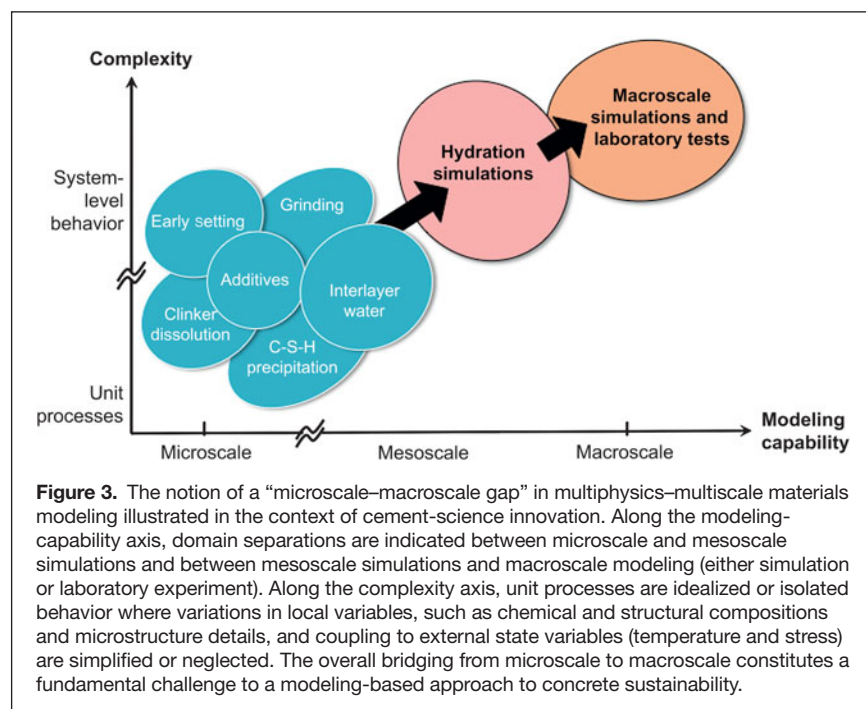 Complexity
System-
level
behavior
Unit
processes
Early setting
Grinding
Additives
Clinker
dissolution
Interlayer
water
C-S-H
precipitation
Hydration
simulations
Macroscale
simulations and
laboratory tests
Microscale
Mesoscale
Macroscale
Modeling
capability
Figure 3. The notion of a “microscale–macroscale gap” in multiphysics–multiscale materials
modeling illustrated in the context of cement-science innovation. Along the modeling-
capability axis, domain separations are indicated between microscale and mesoscale
simulations and between mesoscale simulations and macroscale modeling (either simulation
or laboratory experiment). Along the complexity axis, unit processes are idealized or isolated
behavior where variations in local variables, such as chemical and structural compositions
and microstructure details, and coupling to external state variables (temperature and stress)
are simplified or neglected. The overall bridging from microscale to macroscale constitutes a
fundamental challenge to a modeling-based approach to concrete sustainability.